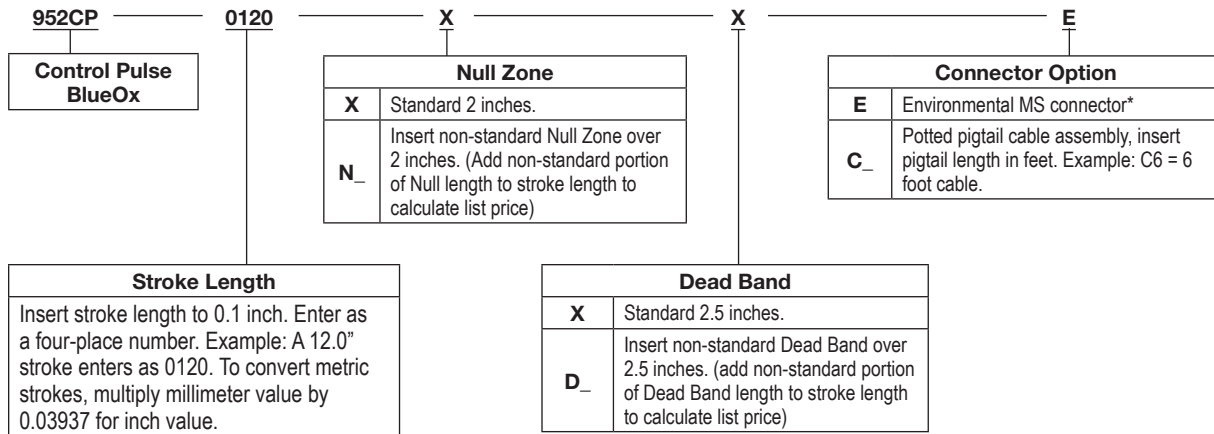 952CP 0120 X X E
Control Pulse
BlueOx
Null Zone
X Standard 2 inches.
N_ Insert non-standard Null Zone over
2 inches. (Add non-standard portion
of Null length to stroke length to
calculate list price)
Connector Option
E Environmental MS connector*
C_ Potted pigtail cable assembly, insert
pigtail length in feet. Example: C6 = 6
foot cable.
Stroke Length
Insert stroke length to 0.1 inch. Enter as
a four-place number. Example: A 12.0”
stroke enters as 0120. To convert metric
strokes, multiply millimeter value by
0.03937 for inch value.
Dead Band
X Standard 2.5 inches.
D_ Insert non-standard Dead Band over
2.5 inches. (add non-standard portion
of Dead Band length to stroke length
to calculate list price)